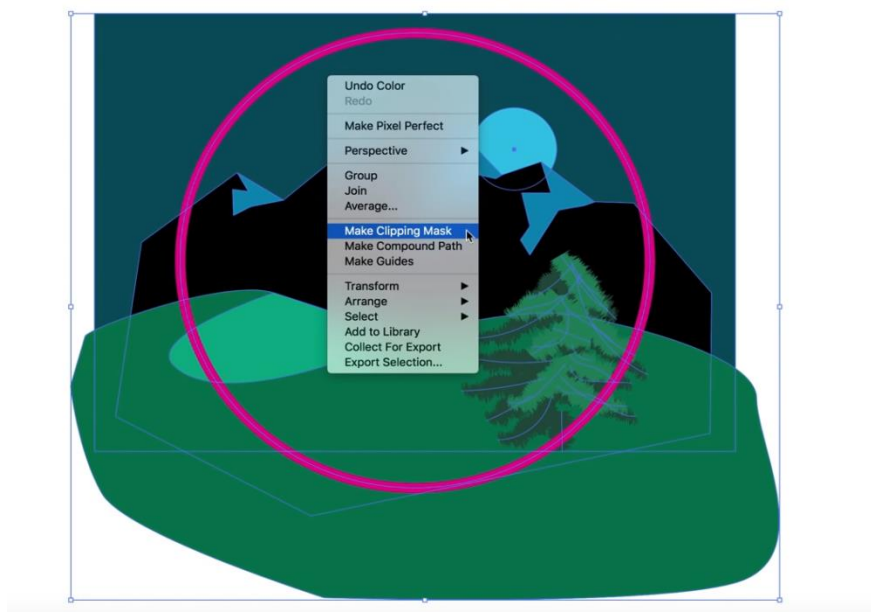 Undo Color
Redo
Make Pixel Perfect
Perspective
Group
Join
Average...
Make Clipping Mask
Make Compound Path
Make Guides
Transform
Arrange
Select
Add to Library
Collect For Export
Export Selection...